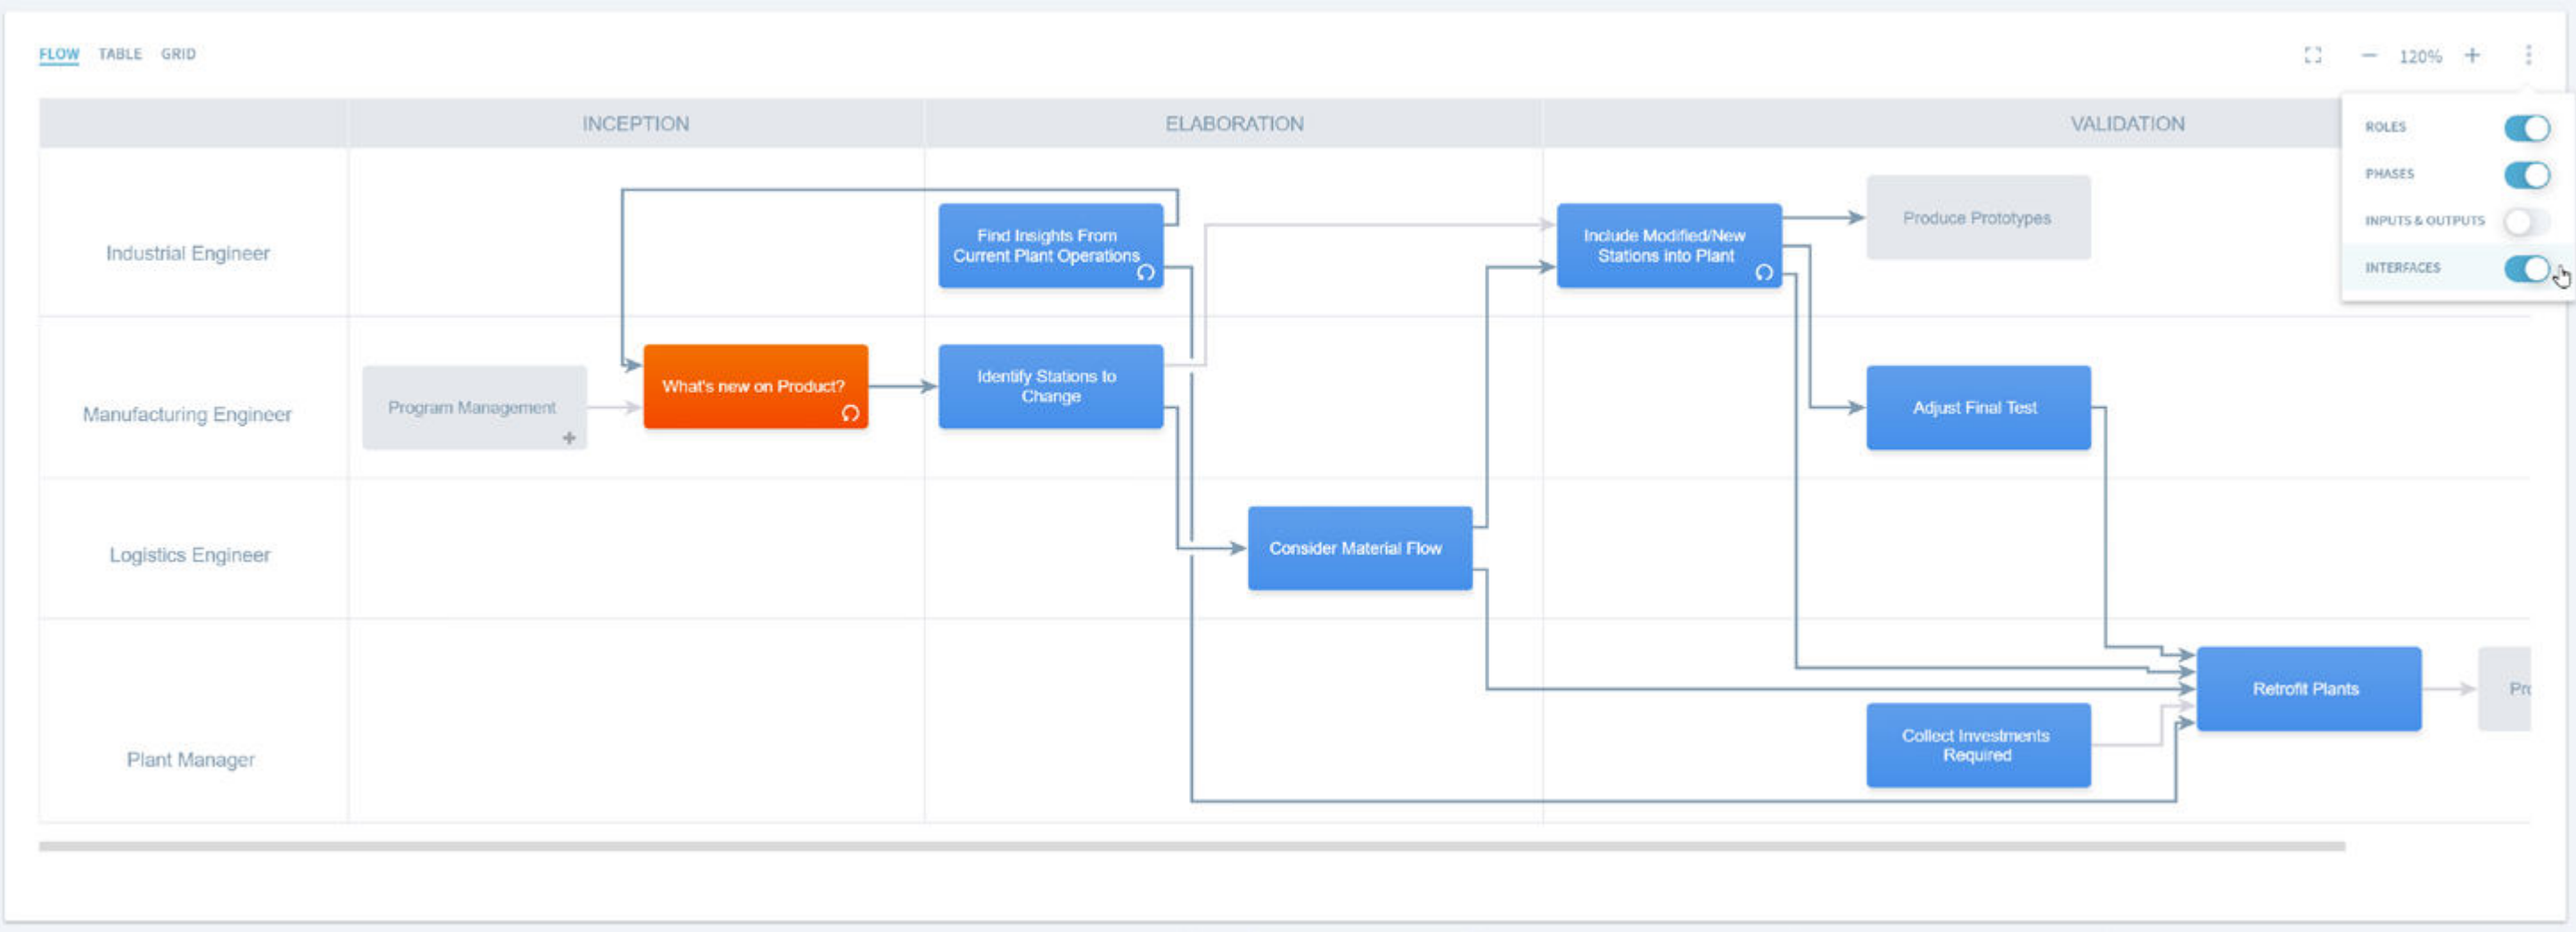 FLOW TABLE GRID
120%
INCEPTION ELABORATION VALIDATION
ROLES
PHASES
INPUTS & OUTPUTS
INTERFACES
Industrial Engineer
Find Insights From
Current Plant Operations
Include Modified/New
Stations into Plant
Produce Prototypes
Manufacturing Engineer
Program Management
What's new on Product?
Identify Stations to
Change
Adjust Final Test
Logistics Engineer
Consider Material Flow
Plant Manager
Collect Investments
Required
Retrofit Plants